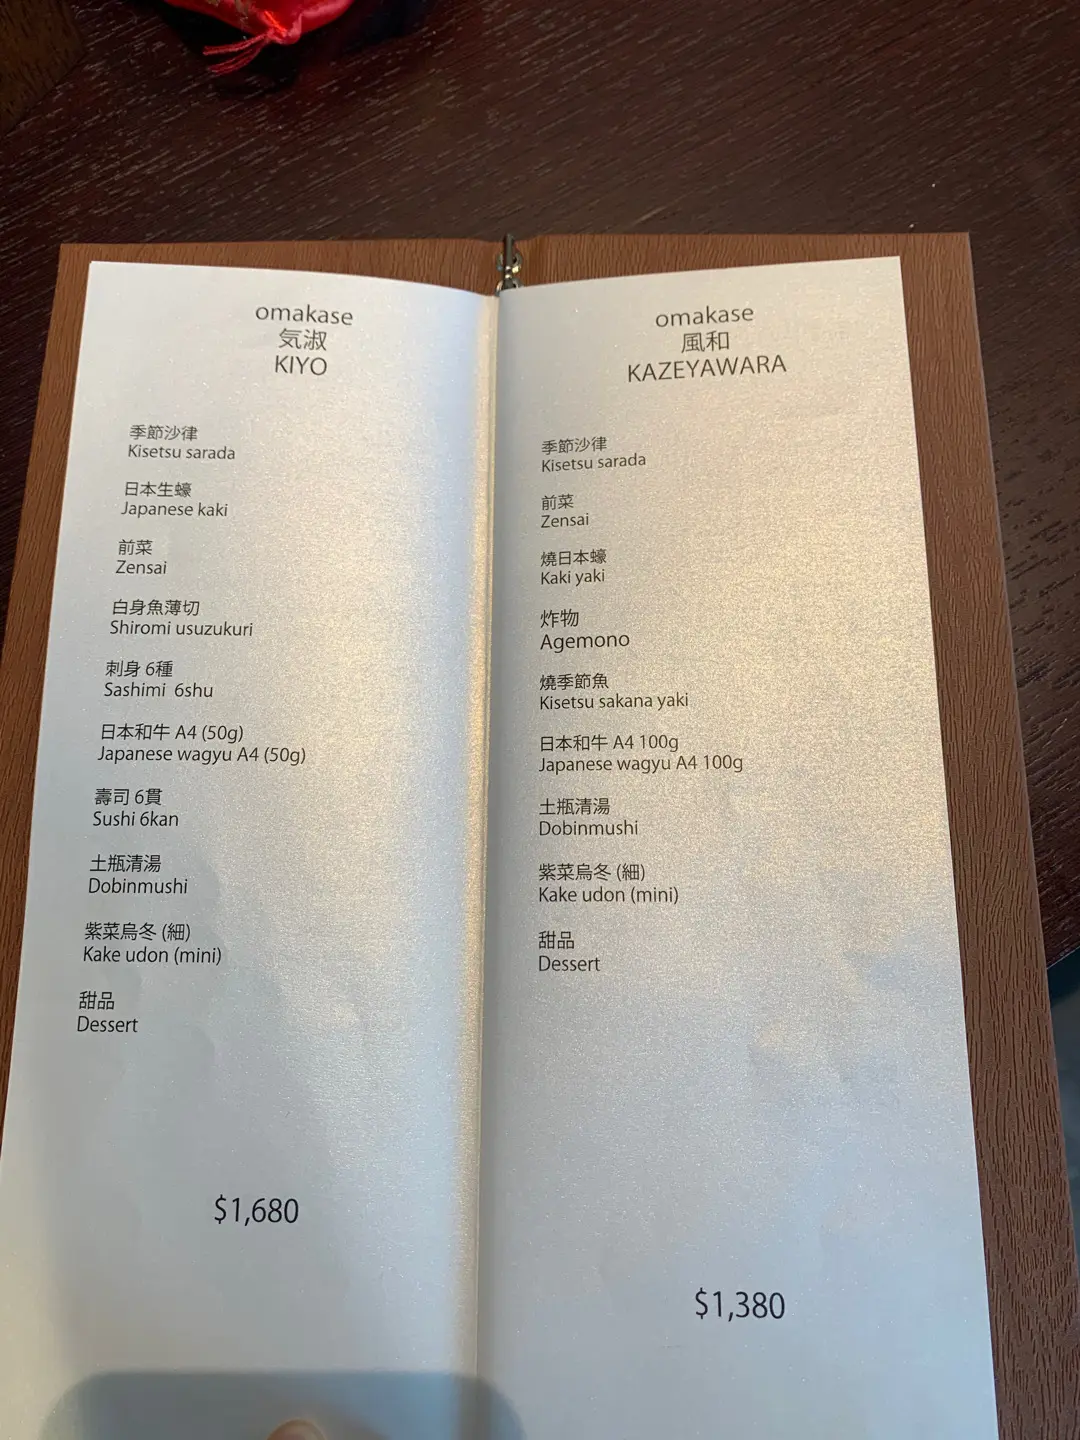 omakase
気淑
KIYO
季節沙律
Kisetsu sarada
日本生蠔
Japanese kaki
前菜
Zensai
白身魚薄切
Shiromi usuzukuri
刺身 6種
Sashimi 6shu
日本和牛 A4 (50g)
Japanese wagyu A4 (50g)
壽司 6貫
Sushi 6kan
土瓶清湯
Dobinmushi
紫菜烏冬 (細)
Kake udon (mini)
甜品
Dessert
$1,680
omakase
風和
KAZEYAWARA
季節沙律
Kisetsu sarada
前菜
Zensai
燒日本蠔
Kaki yaki
炸物
Agemono
燒季節魚
Kisetsu sakana yaki
日本和牛 A4 100g
Japanese wagyu A4 100g
土瓶清湯
Dobinmushi
紫菜烏冬 (細)
Kake udon (mini)
甜品
Dessert
$1,380